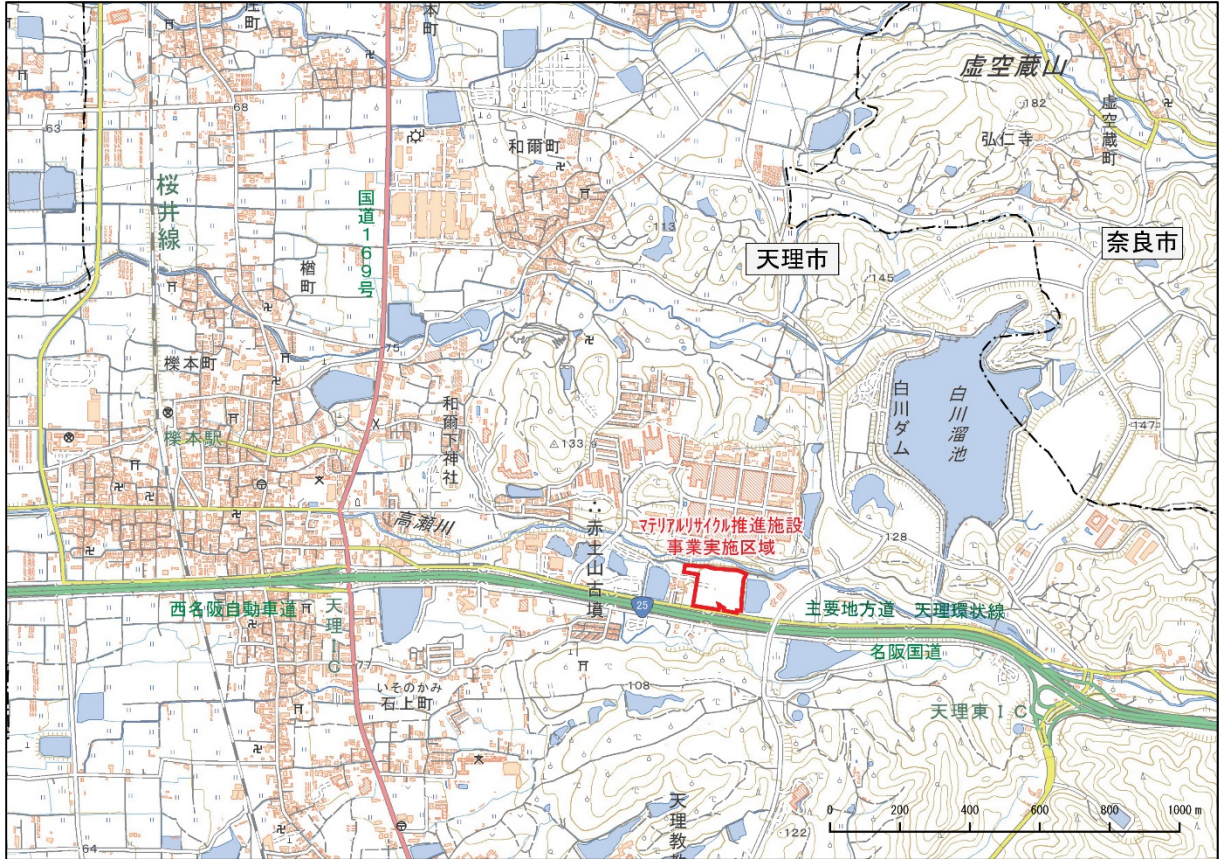 本町
虚空蔵山
182
虚空蔵町
弘仁寺
68
63
和爾町
桜井線
国道169号
113
天理市
奈良市
145
楢町
75
櫟本町
和爾下神社
白川ダム
白川溜池
147
櫟本駅
133.9
高瀬川
赤土山古墳
マテリアルリサイクル推進施設
事業実施区域
128
西名阪自動車道
天理IC
25
主要地方道 天理環状線
名阪国道
77
いそのかみ
石上町
108
天理東IC
天理教
122
64
0 200 400 600 800 1000 m